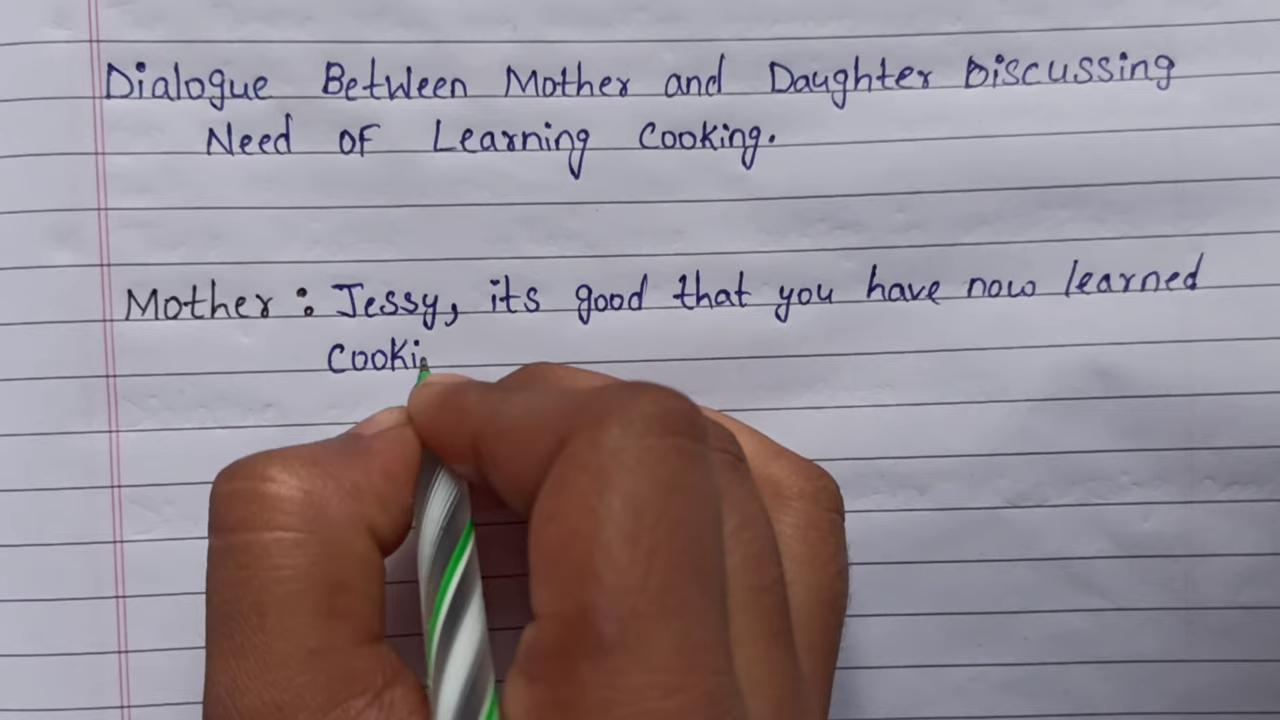 Dialogue Between Mother and Daughter Discussing
Need OF Learning Cooking.
Mother : Jessy, its good that you have now learned
cooki